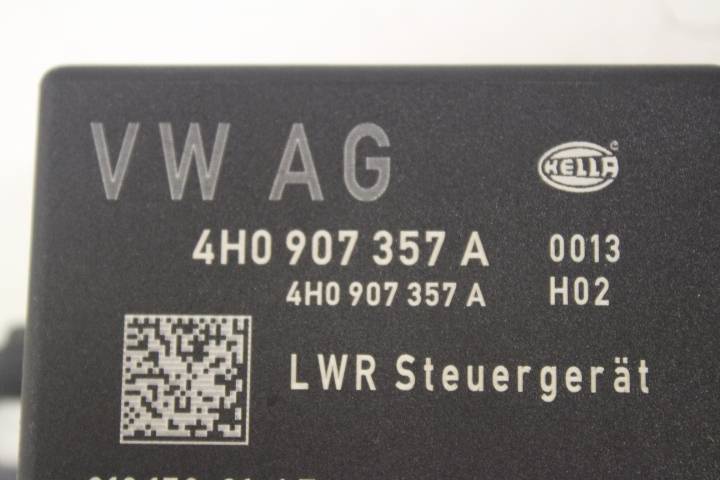 VW AG
HELLA
4H0 907 357 A 0013
4H0 907 357 A H02
LWR Steuergerät